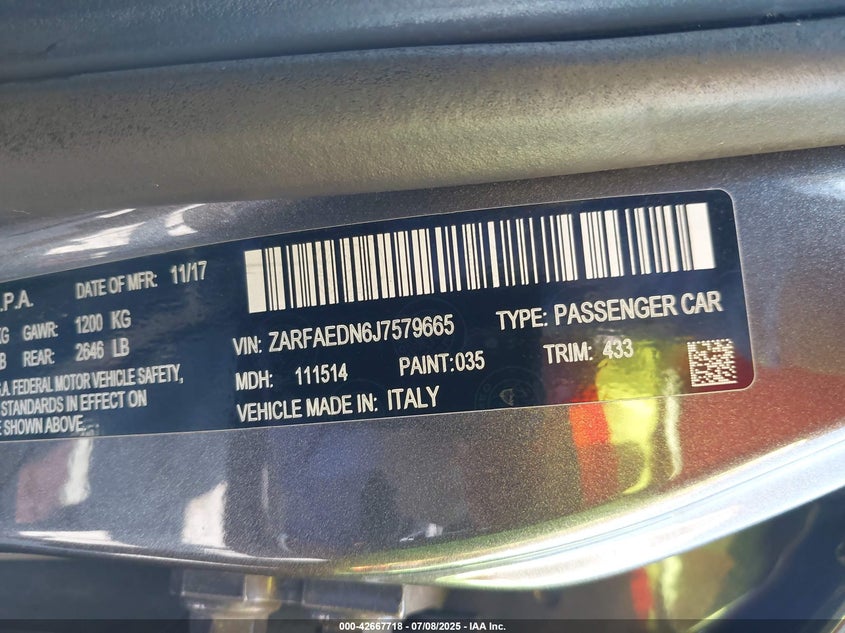 .P.A. DATE OF MFR: 11/17
GAWR: 1200 KG
REAR: 2646 LB
FEDERAL MOTOR VEHICLE SAFETY,
STANDARDS IN EFFECT ON
SHOWN ABOVE.
VIN: ZARFAEDN6J7579665 TYPE: PASSENGER CAR
MDH: 111514 PAINT: 035 TRIM: 433
VEHICLE MADE IN: ITALY
000-42667718 - 07/08/2025 - IAA Inc.